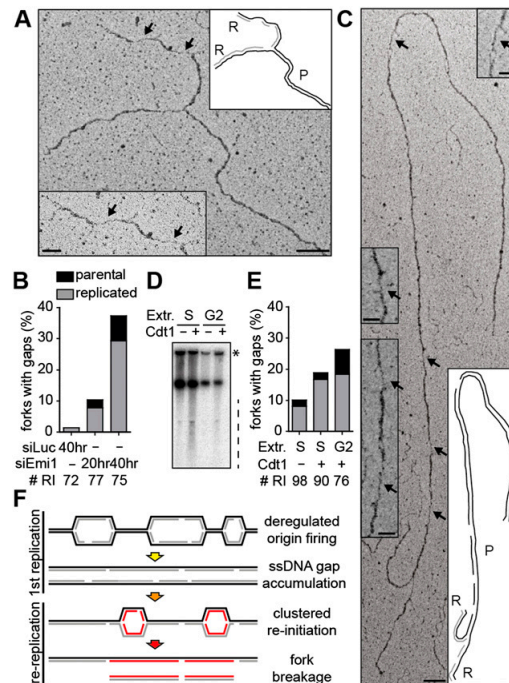 A
R
R
P
C
B
parental
replicated
forks with gaps (%)
40
30
20
10
0
siLuc 40hr – –
siEmi1 – 20hr 40hr
# RI 72 77 75
D
Extr. S G2
Cdt1 – + – +
*
E
forks with gaps (%)
40
30
20
10
0
Extr. S S G2
Cdt1 – + +
# RI 98 90 76
P
R
R
F
1st replication
re-replication
deregulated
origin firing
ssDNA gap
accumulation
clustered
re-initiation
fork
breakage